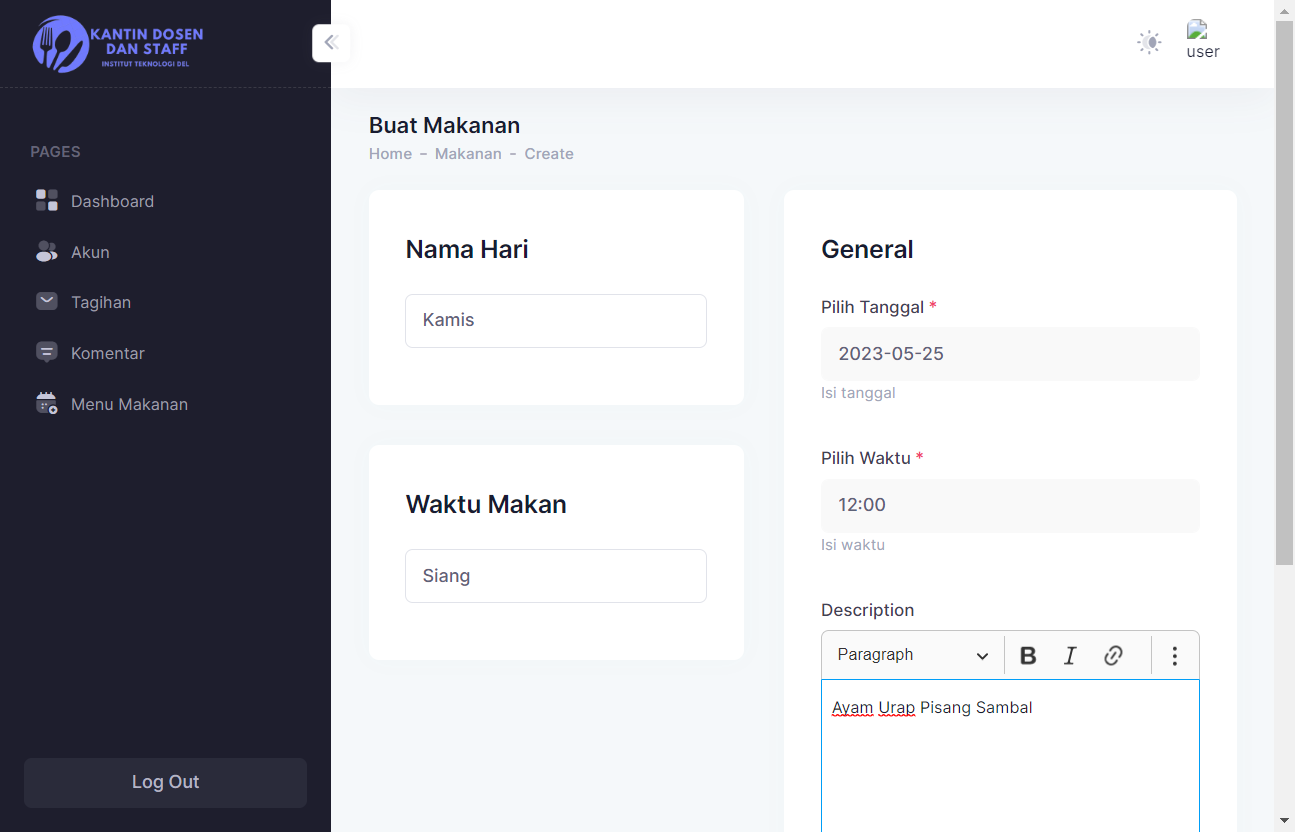 KANTIN DOSEN
DAN STAFF
INSTITUT TEKNOLOGI DEL
PAGES
Dashboard
Akun
Tagihan
Komentar
Menu Makanan
Log Out
user
Buat Makanan
Home - Makanan - Create
Nama Hari
Kamis
Waktu Makan
Siang
General
Pilih Tanggal *
2023-05-25
Isi tanggal
Pilih Waktu *
12:00
Isi waktu
Description
Paragraph B I
Ayam Urap Pisang Sambal